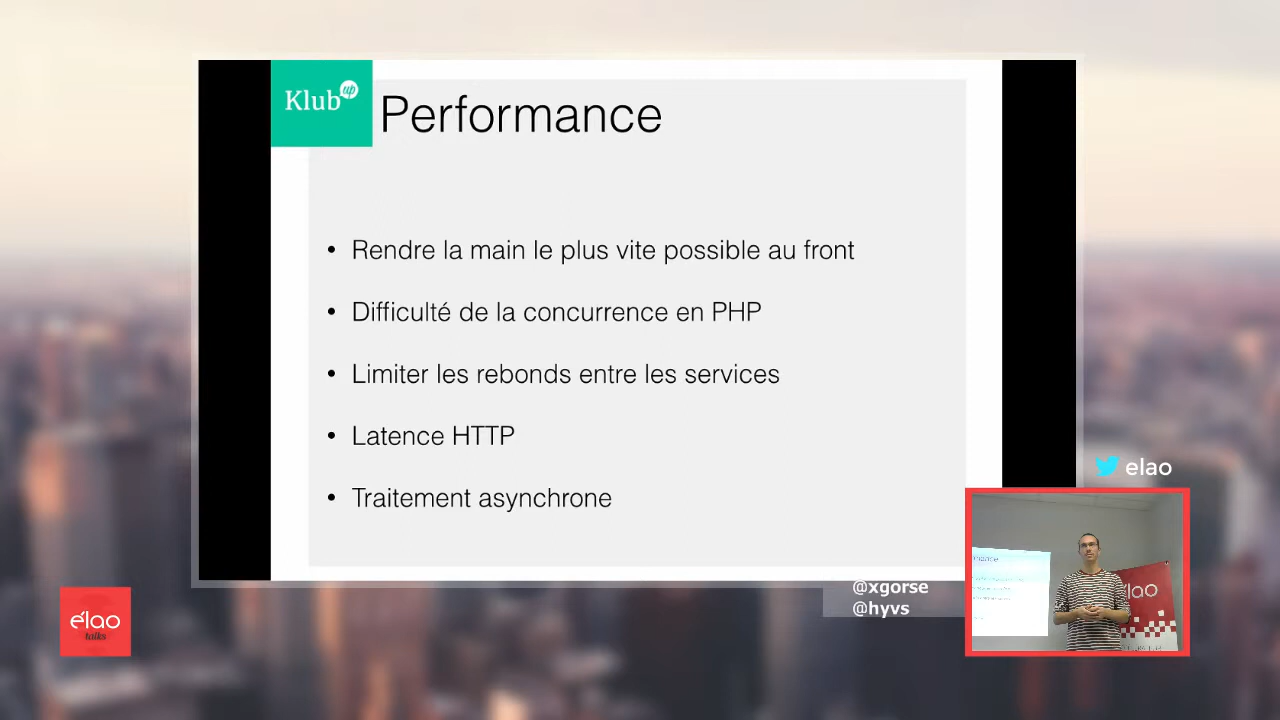 Klub up
Performance
• Rendre la main le plus vite possible au front
• Difficulté de la concurrence en PHP
• Limiter les rebonds entre les services
• Latence HTTP
• Traitement asynchrone
elao
@xgorse
@hyvs
élao
talks
élao